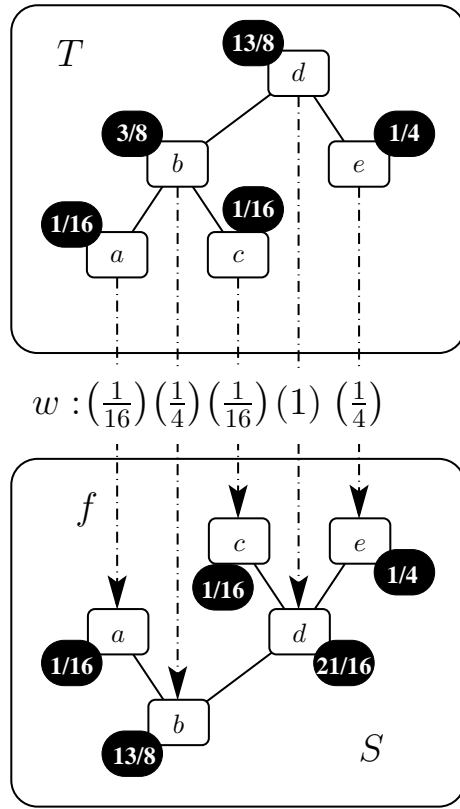 13/8
T d
3/8 1/4
b e
1/16 1/16
a c
w : (1/16) (1/4) (1/16) (1) (1/4)
f
c e
1/16 1/4
a d
1/16 21/16
b
13/8 S